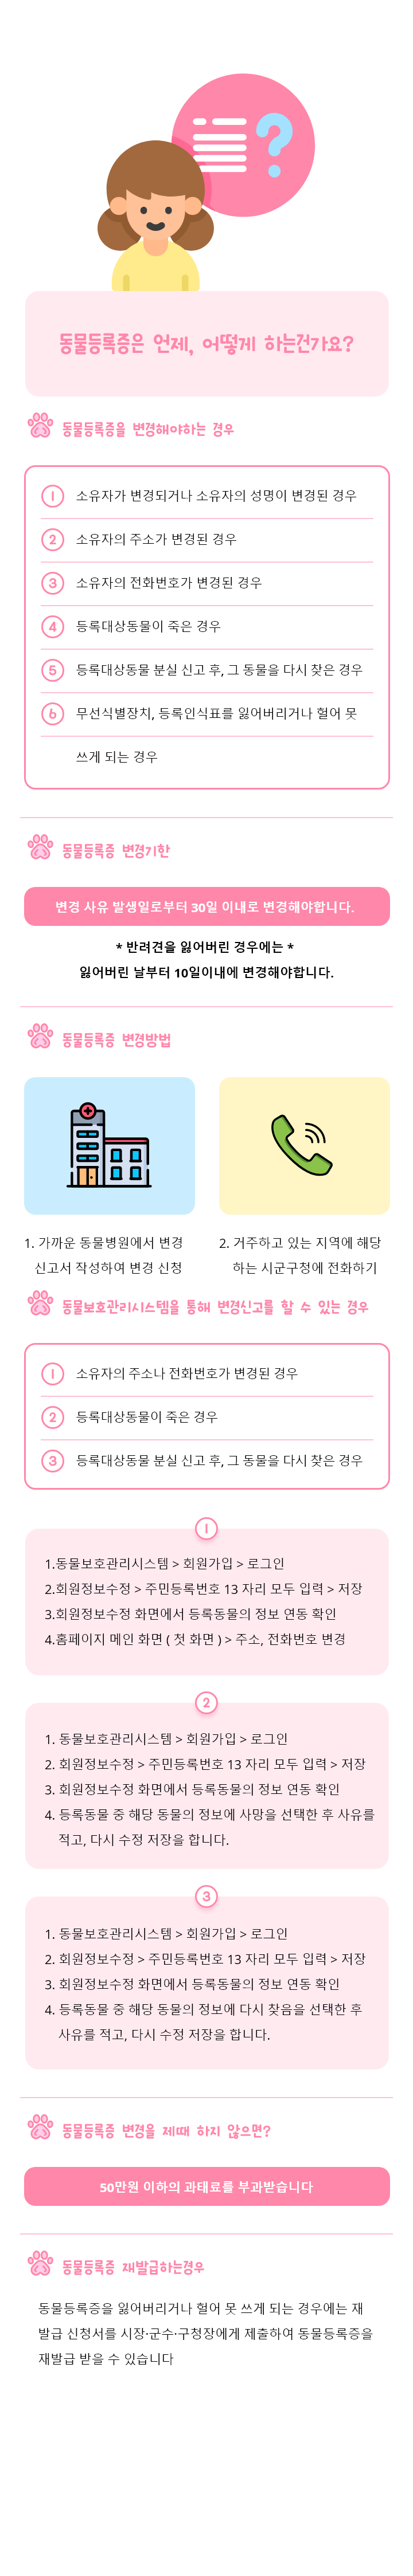 ?
동물등록증은 언제, 어떻게 하는건가요?
동물등록증을 변경해야하는 경우
1 소유자가 변경되거나 소유자의 성명이 변경된 경우
2 소유자의 주소가 변경된 경우
3 소유자의 전화번호가 변경된 경우
4 등록대상동물이 죽은 경우
5 등록대상동물 분실 신고 후, 그 동물을 다시 찾은 경우
6 무선식별장치, 등록인식표를 잃어버리거나 헐어 못
쓰게 되는 경우
동물등록증 변경기한
변경 사유 발생일로부터 30일 이내로 변경해야합니다.
* 반려견을 잃어버린 경우에는 *
잃어버린 날부터 10일이내에 변경해야합니다.
동물등록증 변경방법
1. 가까운 동물병원에서 변경
신고서 작성하여 변경 신청
2. 거주하고 있는 지역에 해당
하는 시군구청에 전화하기
동물보호관리시스템을 통해 변경신고를 할 수 있는 경우
1 소유자의 주소나 전화번호가 변경된 경우
2 등록대상동물이 죽은 경우
3 등록대상동물 분실 신고 후, 그 동물을 다시 찾은 경우
1
1.동물보호관리시스템 > 회원가입 > 로그인
2.회원정보수정 > 주민등록번호 13 자리 모두 입력 > 저장
3.회원정보수정 화면에서 등록동물의 정보 연동 확인
4.홈페이지 메인 화면 ( 첫 화면 ) > 주소, 전화번호 변경
2
1. 동물보호관리시스템 > 회원가입 > 로그인
2. 회원정보수정 > 주민등록번호 13 자리 모두 입력 > 저장
3. 회원정보수정 화면에서 등록동물의 정보 연동 확인
4. 등록동물 중 해당 동물의 정보에 사망을 선택한 후 사유를
적고, 다시 수정 저장을 합니다.
3
1. 동물보호관리시스템 > 회원가입 > 로그인
2. 회원정보수정 > 주민등록번호 13 자리 모두 입력 > 저장
3. 회원정보수정 화면에서 등록동물의 정보 연동 확인
4. 등록동물 중 해당 동물의 정보에 다시 찾음을 선택한 후
사유를 적고, 다시 수정 저장을 합니다.
동물등록증 변경을 제때 하지 않으면?
50만원 이하의 과태료를 부과받습니다
동물등록증 재발급하는경우
동물등록증을 잃어버리거나 헐어 못 쓰게 되는 경우에는 재
발급 신청서를 시장·군수·구청장에게 제출하여 동물등록증을
재발급 받을 수 있습니다